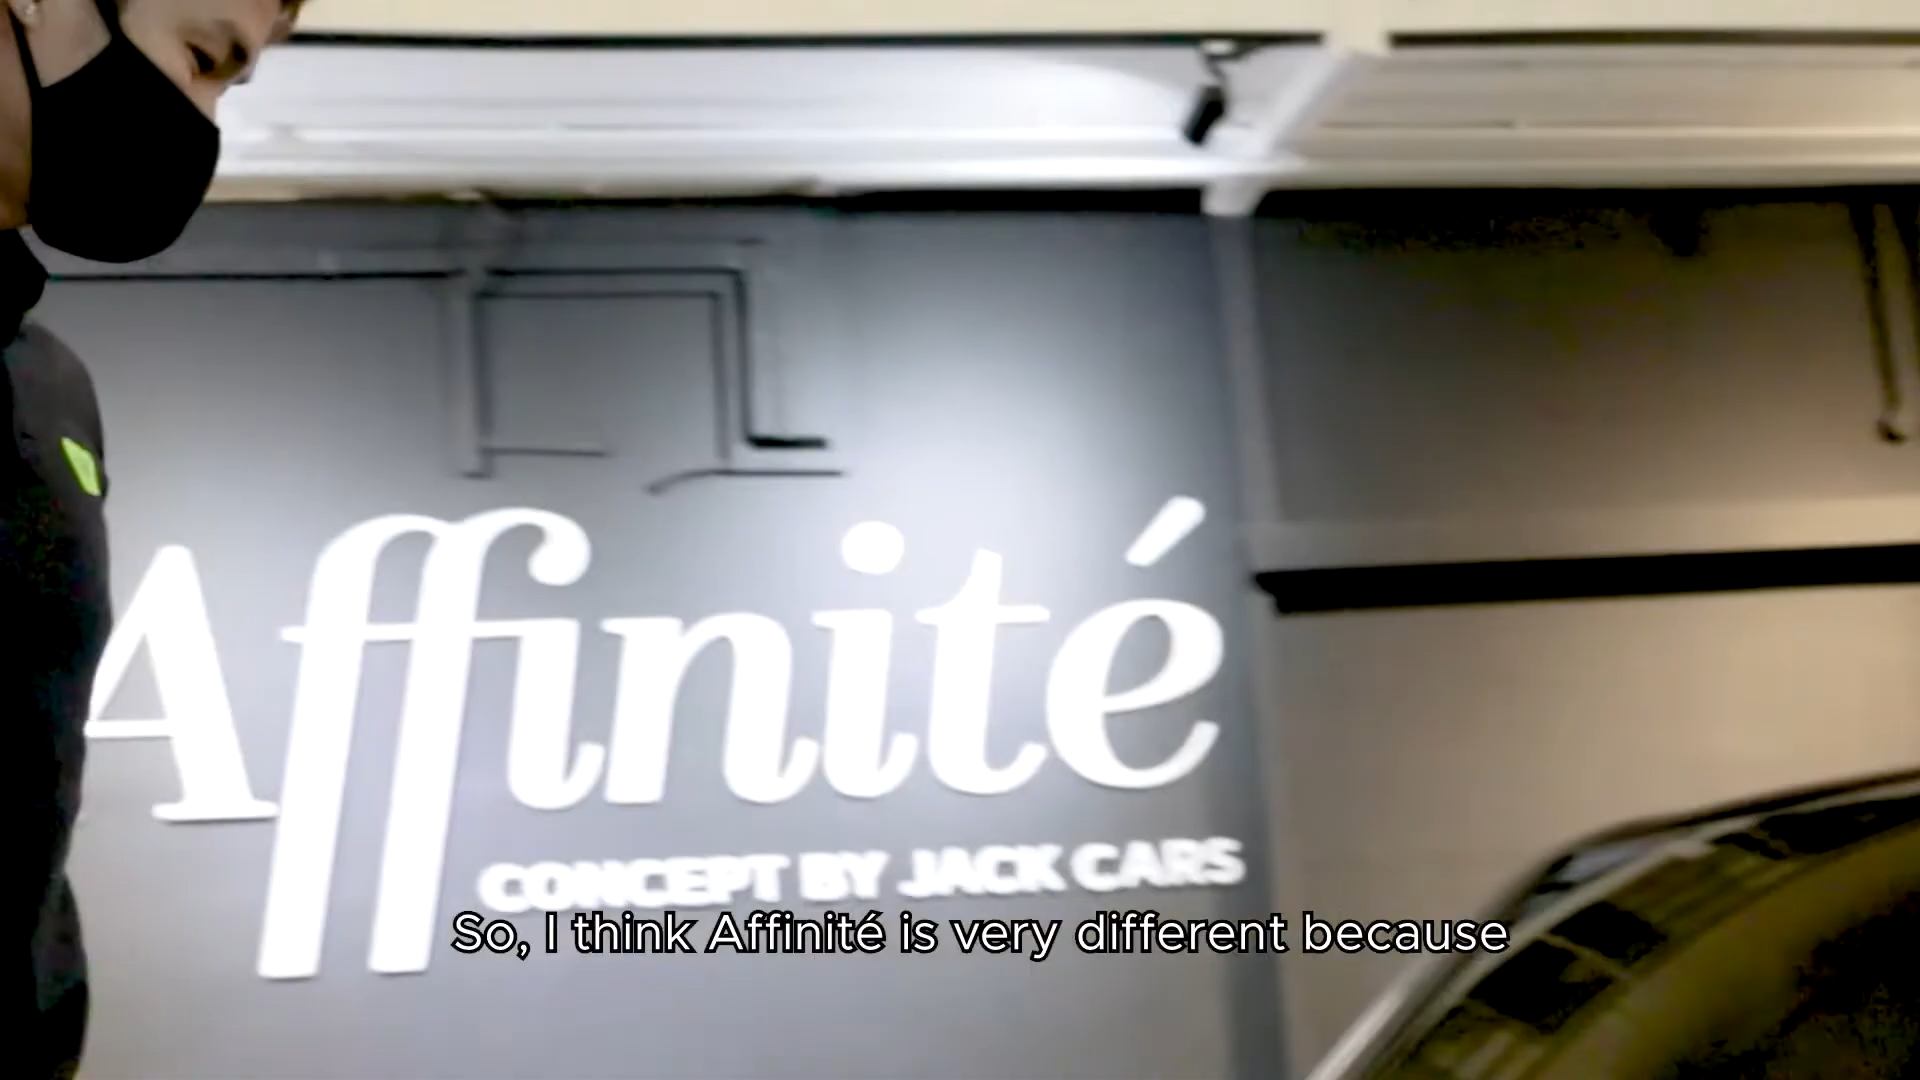 Affinité
CONCEPT BY JACK CARS
So, I think Affinité is very different because